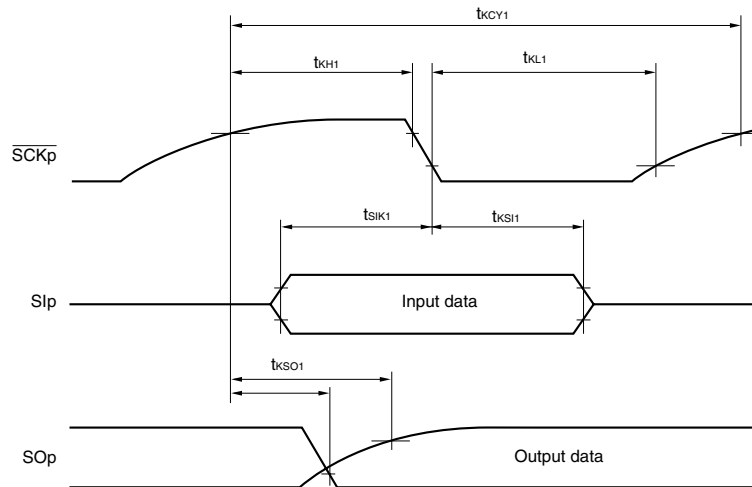 tKCY1
tKH1
tKL1
SCKp
tSIK1
tKSI1
SIp
Input data
tKSO1
SOp
Output data